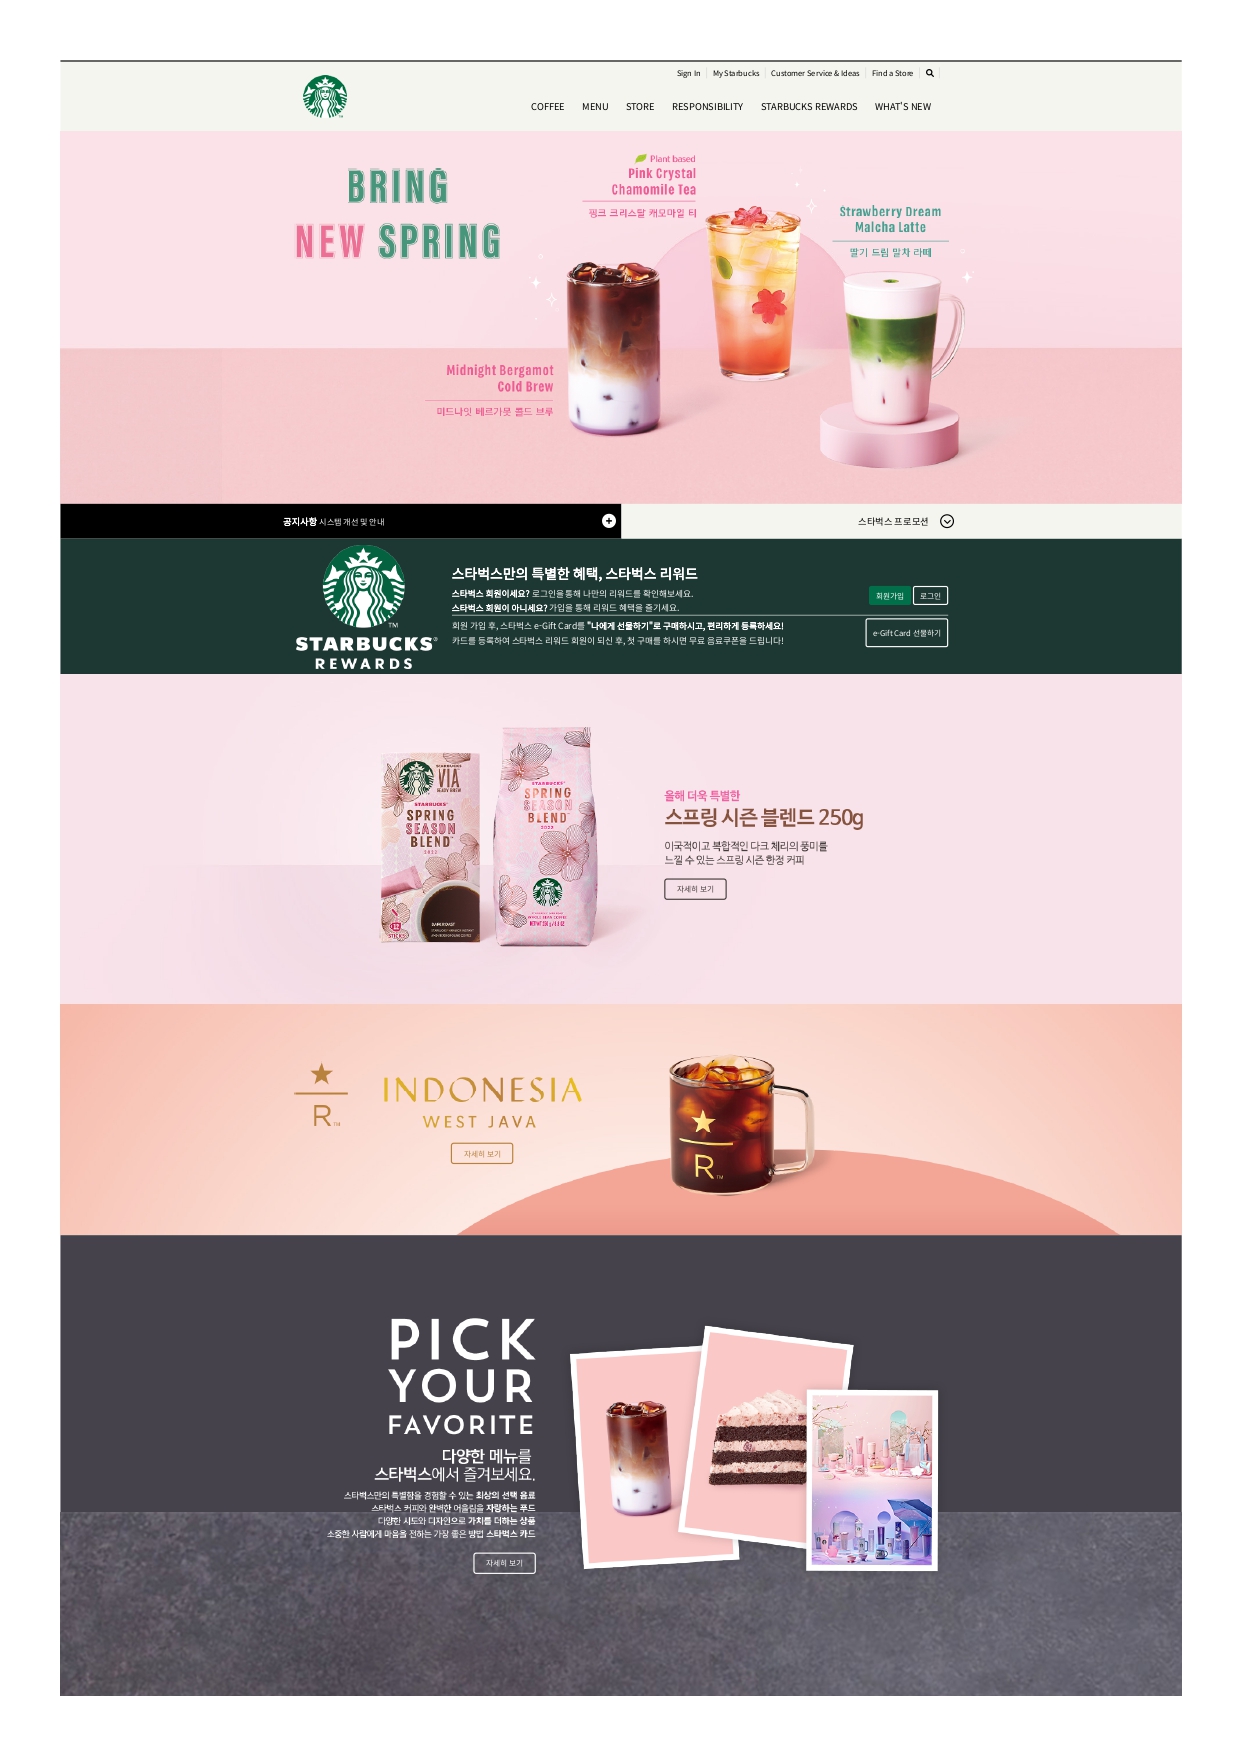 Sign In My Starbucks Customer Service & Ideas Find a Store
COFFEE MENU STORE RESPONSIBILITY STARBUCKS REWARDS WHAT'S NEW
BRING
NEW SPRING
Plant based
Pink Crystal
Chamomile Tea
핑크 크리스탈 캐모마일 티
Strawberry Dream
Malcha Latte
딸기 드림 말차 라떼
Midnight Bergamot
Cold Brew
미드나잇 베르가못 콜드 브루
공지사항 시스템 개선 및 안내
스타벅스 프로모션
TM
STARBUCKS®
REWARDS
스타벅스만의 특별한 혜택, 스타벅스 리워드
스타벅스 회원이세요? 로그인을 통해 나만의 리워드를 확인해보세요.
스타벅스 회원이 아니세요? 가입을 통해 리워드 혜택을 즐기세요.
회원가입 로그인
회원 가입 후, 스타벅스 e-Gift Card를 "나에게 선물하기"로 구매하시고, 편리하게 등록하세요!
카드를 등록하여 스타벅스 리워드 회원이 되신 후, 첫 구매를 하시면 무료 음료쿠폰을 드립니다!
e-Gift Card 선물하기
STARBUCKS
VIA
READY BREW
STARBUCKS®
SPRING
SEASON
BLEND™
2022
DARK ROAST
12
STICKS
STARBUCKS®
SPRING
SEASON
BLEND™
2022
올해 더욱 특별한
스프링 시즌 블렌드 250g
이국적이고 복합적인 다크 체리의 풍미를
느낄 수 있는 스프링 시즌 한정 커피
자세히 보기
R TM
INDONESIA
WEST JAVA
자세히 보기
R TM
PICK
YOUR
FAVORITE
다양한 메뉴를
스타벅스에서 즐겨보세요.
스타벅스만의 특별함을 경험할 수 있는 최상의 선택 음료
스타벅스 커피와 완벽한 어울림을 자랑하는 푸드
다양한 시도와 디자인으로 가치를 더하는 상품
소중한 사람에게 마음을 전하는 가장 좋은 방법 스타벅스 카드
자세히 보기